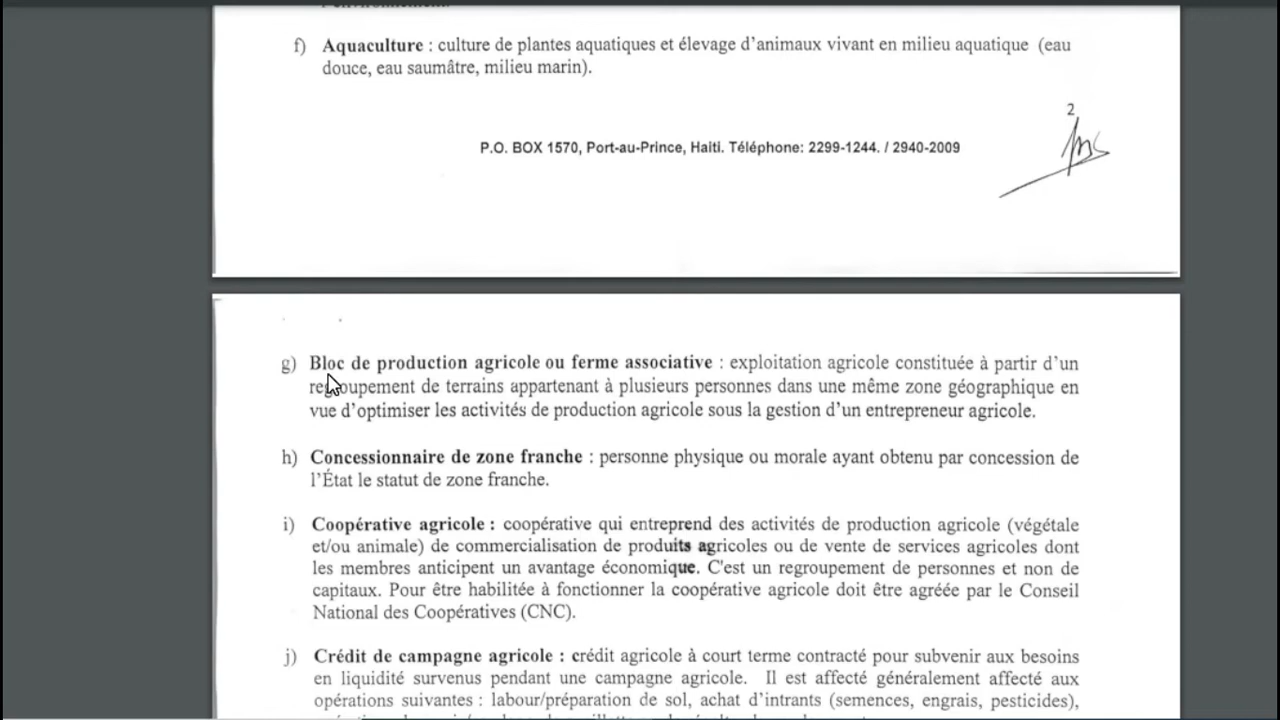 f) Aquaculture : culture de plantes aquatiques et élevage d'animaux vivant en milieu aquatique (eau
douce, eau saumâtre, milieu marin).
2
P.O. BOX 1570, Port-au-Prince, Haiti. Téléphone: 2299-1244. / 2940-2009
g) Bloc de production agricole ou ferme associative : exploitation agricole constituée à partir d'un
regroupement de terrains appartenant à plusieurs personnes dans une même zone géographique en
vue d'optimiser les activités de production agricole sous la gestion d'un entrepreneur agricole.
h) Concessionnaire de zone franche : personne physique ou morale ayant obtenu par concession de
l'État le statut de zone franche.
i) Coopérative agricole : coopérative qui entreprend des activités de production agricole (végétale
et/ou animale) de commercialisation de produits agricoles ou de vente de services agricoles dont
les membres anticipent un avantage économique. C'est un regroupement de personnes et non de
capitaux. Pour être habilitée à fonctionner la coopérative agricole doit être agréée par le Conseil
National des Coopératives (CNC).
j) Crédit de campagne agricole : crédit agricole à court terme contracté pour subvenir aux besoins
en liquidité survenus pendant une campagne agricole. Il est affecté généralement affecté aux
opérations suivantes : labour/préparation de sol, achat d'intrants (semences, engrais, pesticides),